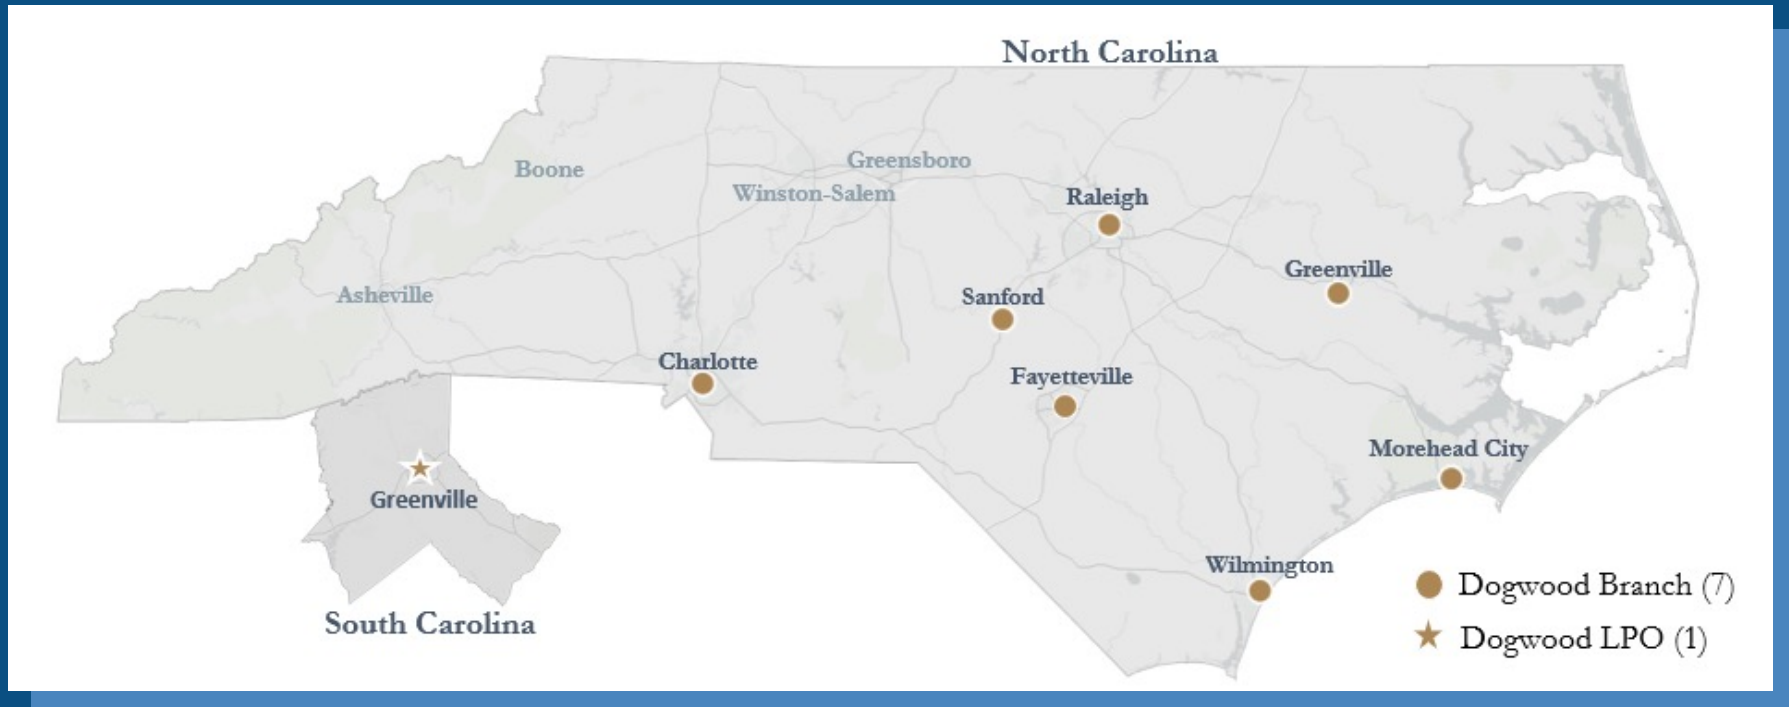 North Carolina
Boone
Greensboro
Winston-Salem
Raleigh
Asheville
Greenville
Sanford
Charlotte
Fayetteville
Morehead City
Greenville
Wilmington
South Carolina
Dogwood Branch (7)
Dogwood LPO (1)